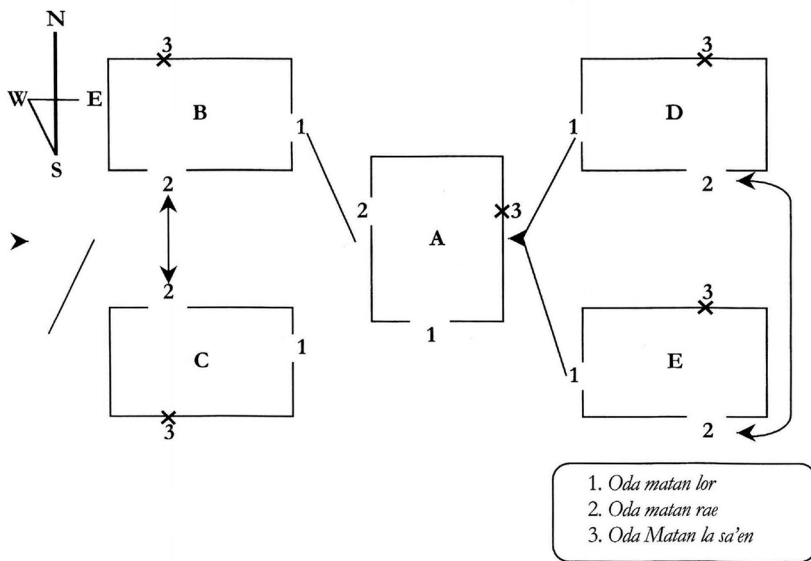 N
W
E
S
3
B
1
2
2
C
1
3
2
A
3
1
3
D
1
2
3
E
1
2
1. Oda matan lor
2. Oda matan rae
3. Oda Matan la sa'en